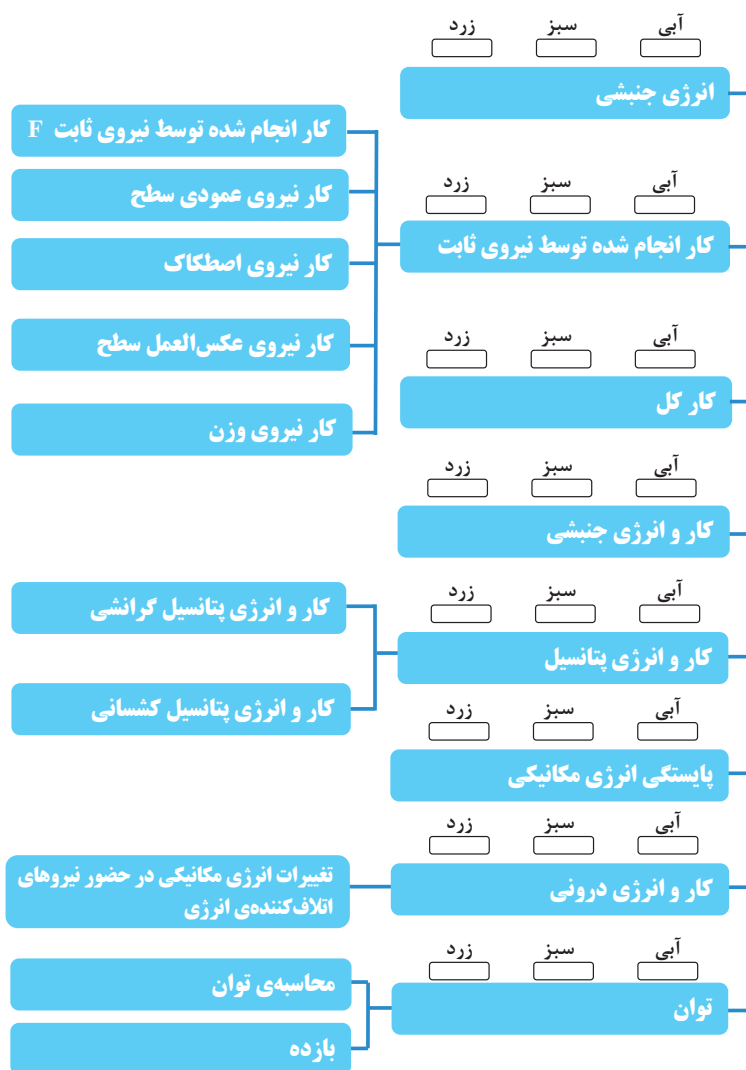 آبی سبز زرد
انرژی جنبشی
آبی سبز زرد
کار انجام شده توسط نیروی ثابت
کار انجام شده توسط نیروی ثابت F
کار نیروی عمودی سطح
کار نیروی اصطکاک
کار نیروی عکس‌العمل سطح
کار نیروی وزن
آبی سبز زرد
کار کل
آبی سبز زرد
کار و انرژی جنبشی
آبی سبز زرد
کار و انرژی پتانسیل
کار و انرژی پتانسیل گرانشی
کار و انرژی پتانسیل کشسانی
آبی سبز زرد
پایستگی انرژی مکانیکی
آبی سبز زرد
کار و انرژی درونی
تغییرات انرژی مکانیکی در حضور نیروهای
اتلاف‌کننده‌ی انرژی
آبی سبز زرد
توان
محاسبه‌ی توان
بازده